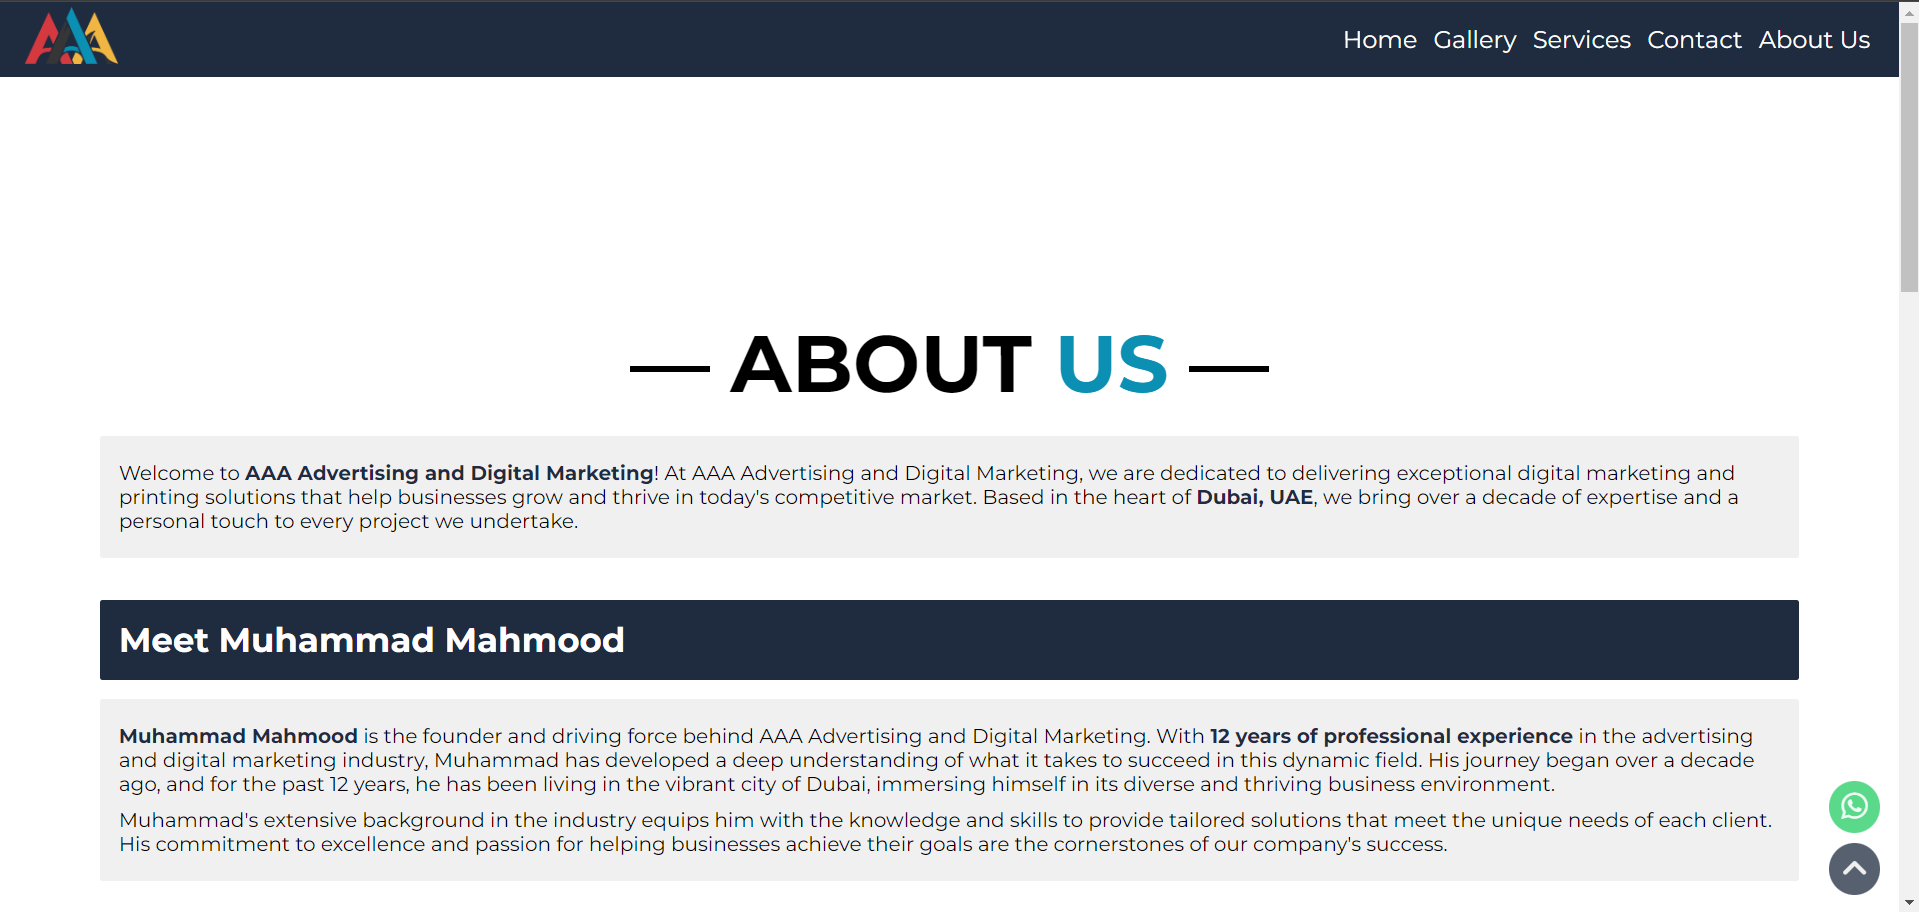 AAA
Home Gallery Services Contact About Us
ABOUT US
Welcome to AAA Advertising and Digital Marketing! At AAA Advertising and Digital Marketing, we are dedicated to delivering exceptional digital marketing and
printing solutions that help businesses grow and thrive in today's competitive market. Based in the heart of Dubai, UAE, we bring over a decade of expertise and a
personal touch to every project we undertake.
Meet Muhammad Mahmood
Muhammad Mahmood is the founder and driving force behind AAA Advertising and Digital Marketing. With 12 years of professional experience in the advertising
and digital marketing industry, Muhammad has developed a deep understanding of what it takes to succeed in this dynamic field. His journey began over a decade
ago, and for the past 12 years, he has been living in the vibrant city of Dubai, immersing himself in its diverse and thriving business environment.
Muhammad's extensive background in the industry equips him with the knowledge and skills to provide tailored solutions that meet the unique needs of each client.
His commitment to excellence and passion for helping businesses achieve their goals are the cornerstones of our company's success.